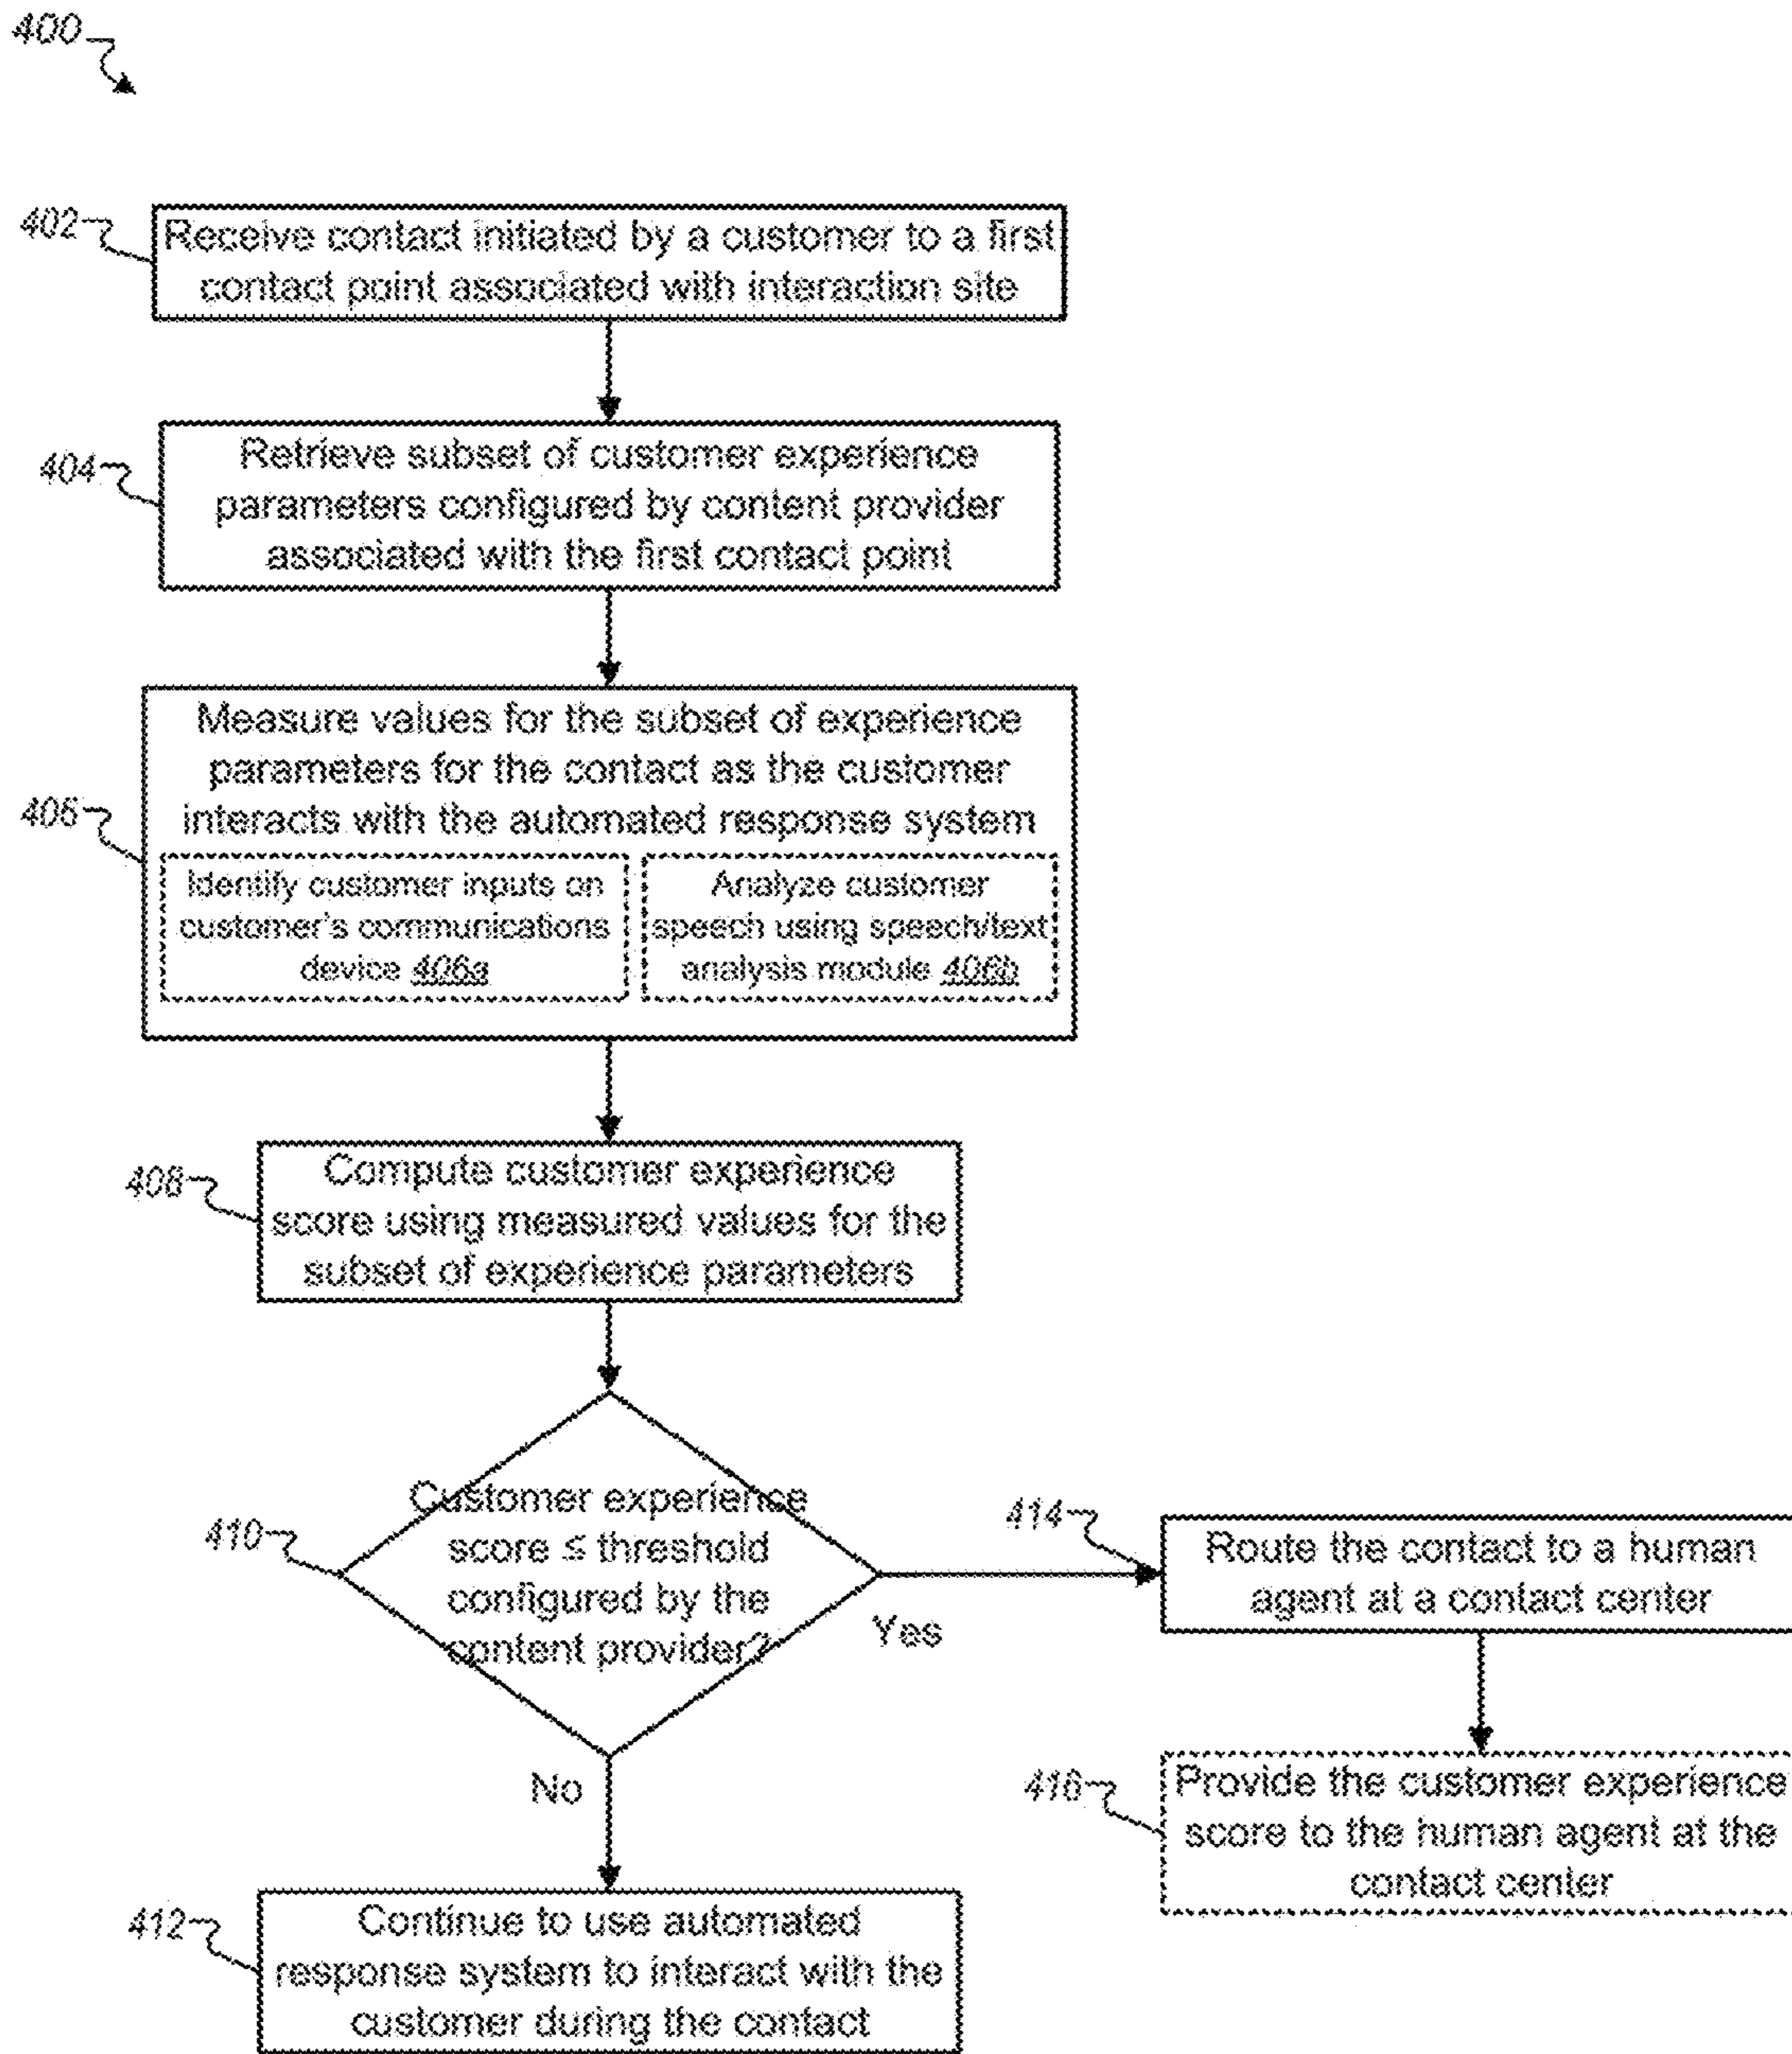 400
402
Receive contact initiated by a customer to a first
contact point associated with interaction site
404
Retrieve subset of customer experience
parameters configured by content provider
associated with the first contact point
406
Measure values for the subset of experience
parameters for the contact as the customer
interacts with the automated response system
Identify customer inputs on
customer's communications
device 406a
Analyze customer
speech using speech/text
analysis module 406b
408
Compute customer experience
score using measured values for the
subset of experience parameters
410
Customer experience
score ≤ threshold
configured by the
content provider?
Yes
No
414
Route the contact to a human
agent at a contact center
416
Provide the customer experience
score to the human agent at the
contact center
412
Continue to use automated
response system to interact with the
customer during the contact